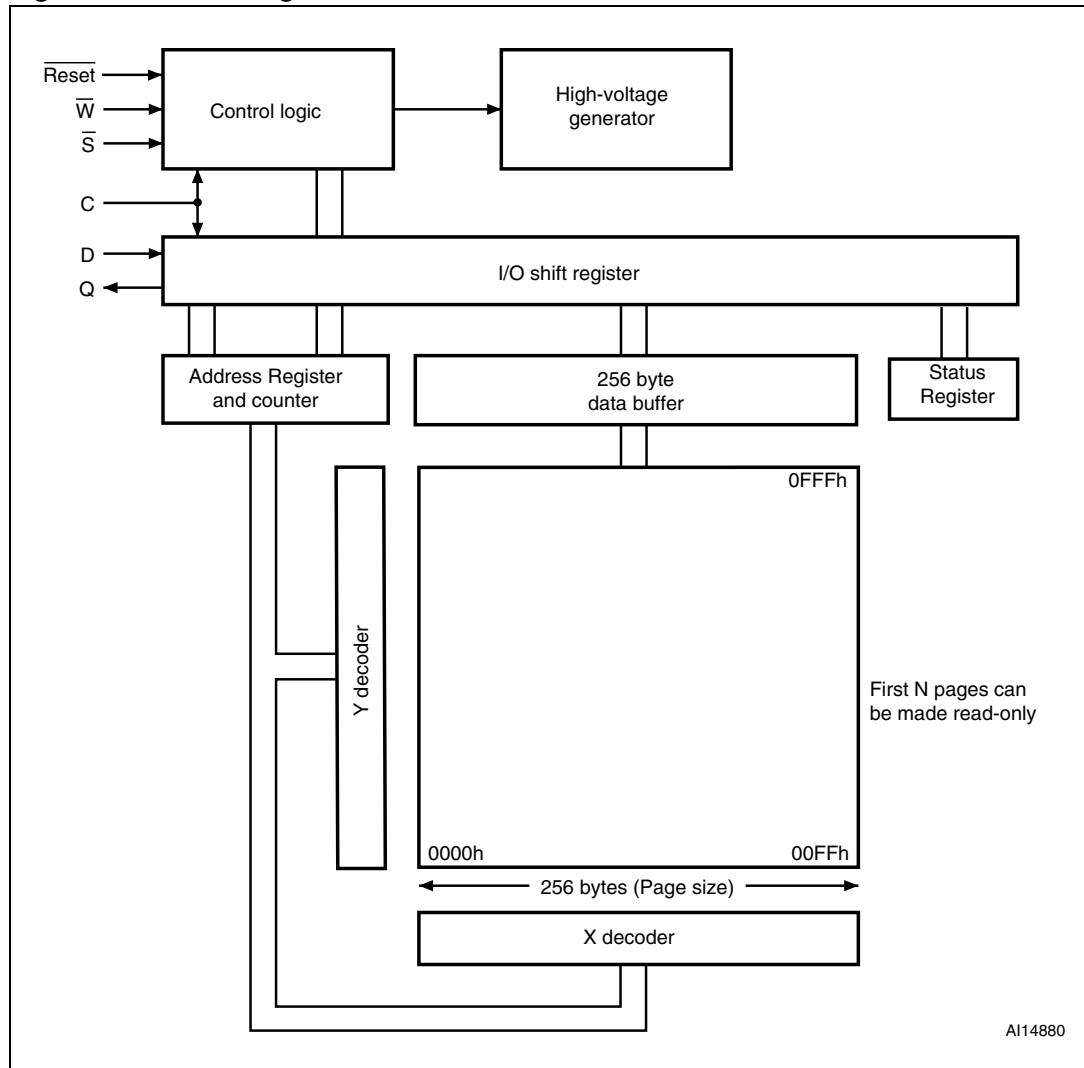 Reset
W
S
C
D
Q
Control logic
High-voltage
generator
I/O shift register
Address Register
and counter
256 byte
data buffer
Status
Register
0FFFh
Y decoder
First N pages can
be made read-only
0000h
00FFh
256 bytes (Page size)
X decoder
AI14880